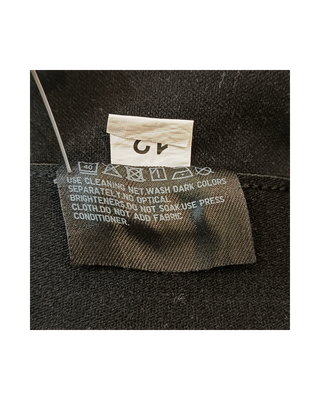 40
USE CLEANING NET,WASH DARK COLORS
SEPARATELY.NO OPTICAL
BRIGHTENERS.DO NOT SOAK.USE PRESS
CLOTH.DO NOT ADD FABRIC
CONDITIONER.